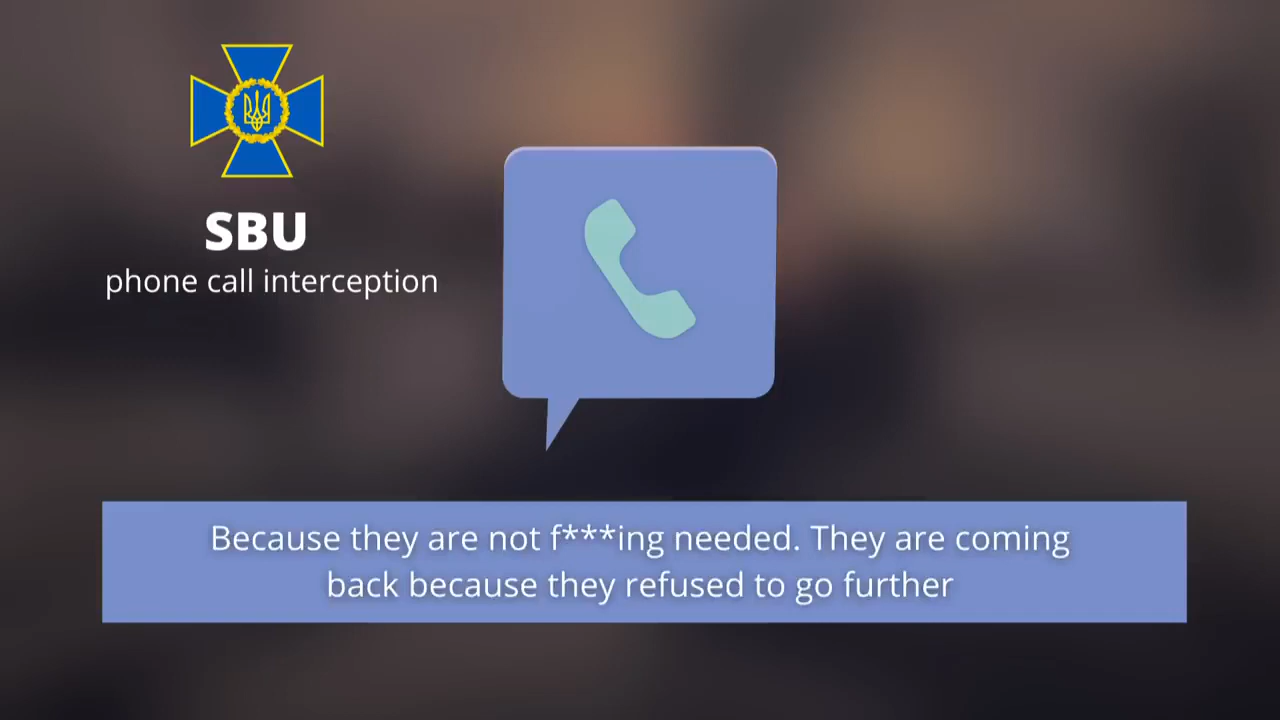 SBU
phone call interception
Because they are not f***ing needed. They are coming
back because they refused to go further